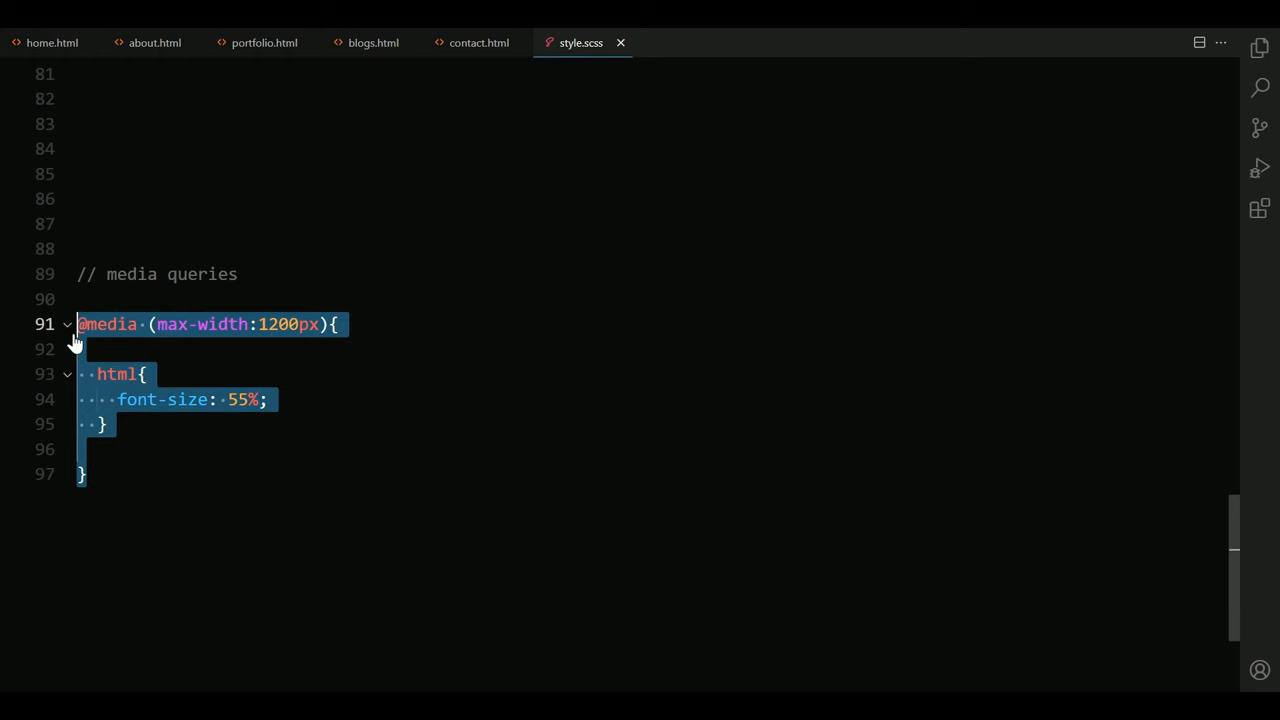 home.html about.html portfolio.html blogs.html contact.html style.scss
81
82
83
84
85
86
87
88
89 // media queries
90
91 @media (max-width:1200px){
92
93 html{
94 font-size: 55%;
95 }
96
97 }